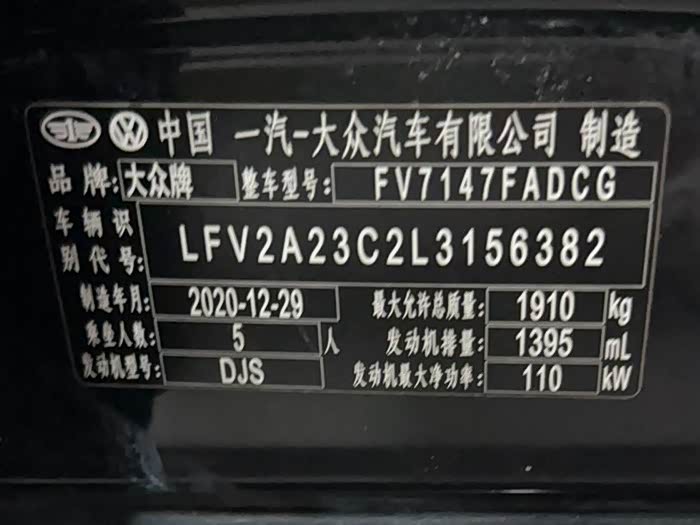 中国 一汽-大众汽车有限公司 制造
品牌: 大众牌 整车型号: FV7147FADCG
车辆识别代号: LFV2A23C2L3156382
制造年月: 2020-12-29 最大允许总质量: 1910 kg
乘坐人数: 5 人 发动机排量: 1395 mL
发动机型号: DJS 发动机最大净功率: 110 kW